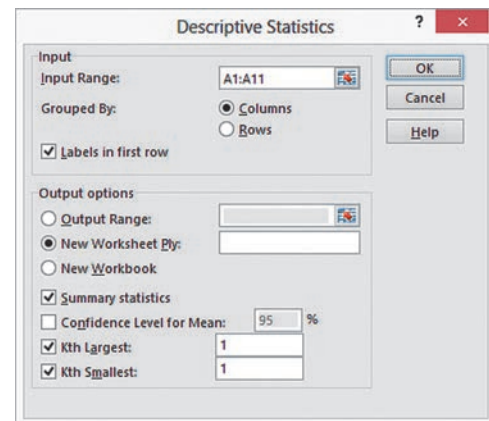 Descriptive Statistics ? ×
Input
Input Range: A1:A11
Grouped By: Columns
Rows
Labels in first row
OK
Cancel
Help
Output options
Output Range:
New Worksheet Ply:
New Workbook
Summary statistics
Confidence Level for Mean: 95 %
Kth Largest: 1
Kth Smallest: 1